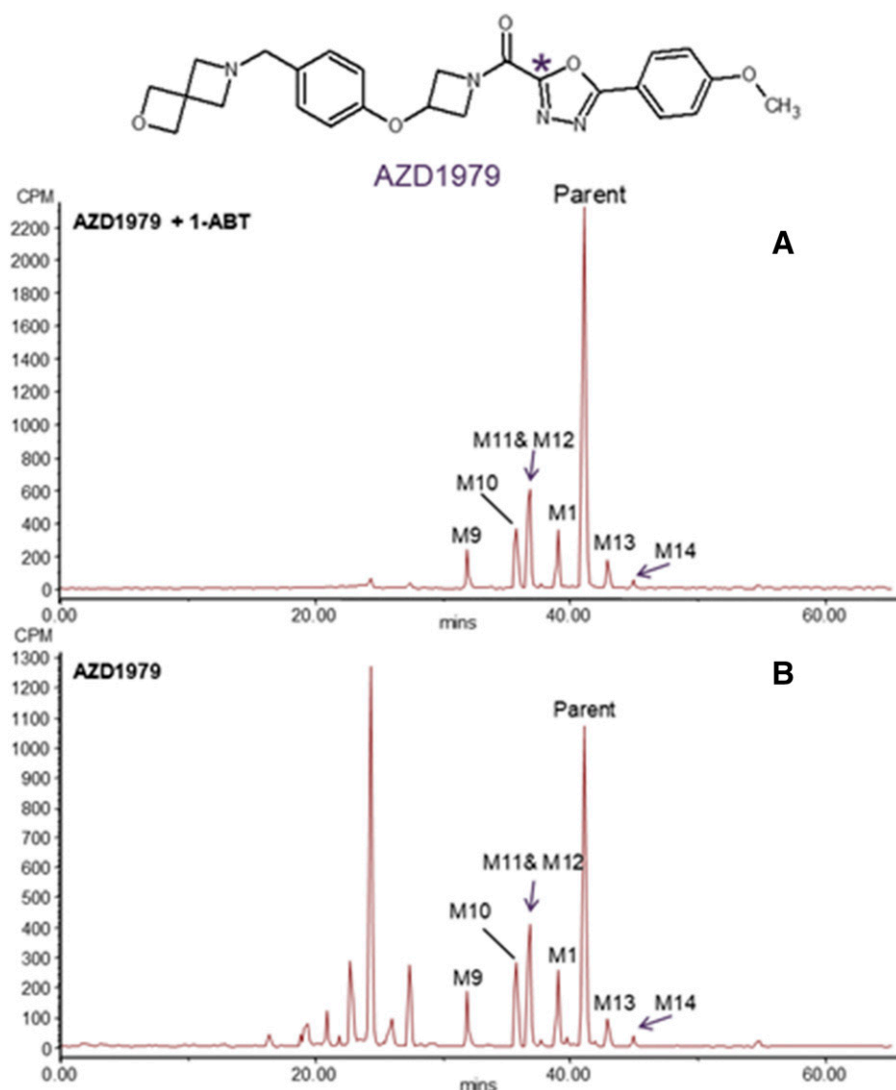 O
N
O
N
*
O
N
N
O
O
CH3
AZD1979
CPM
Parent
AZD1979 + 1-ABT
A
2200
2000
1800
1600
1400
1200
1000
800
600
400
200
0
M11& M12
M10
M9
M1
M13
M14
0.00
20.00
mins
40.00
60.00
CPM
1300
1200
1100
1000
900
800
700
600
500
400
300
200
100
0
AZD1979
B
Parent
M11& M12
M10
M9
M1
M13
M14
0.00
20.00
mins
40.00
60.00